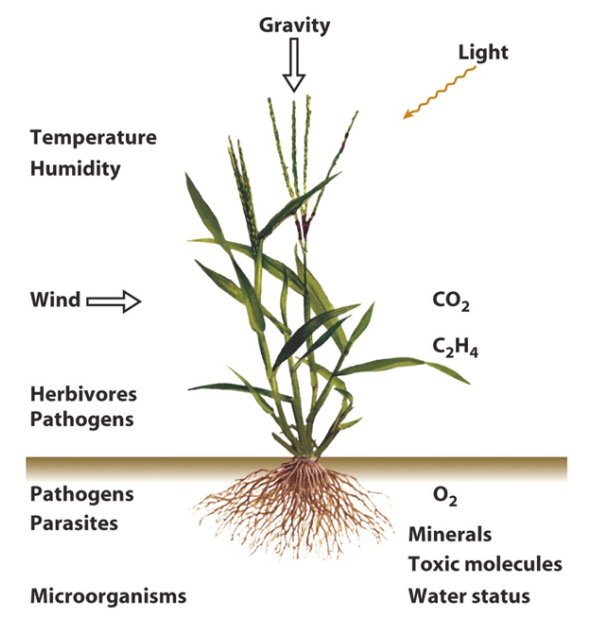 Gravity
Light
Temperature
Humidity
Wind
CO₂
C₂H₄
Herbivores
Pathogens
Pathogens
Parasites
O₂
Minerals
Toxic molecules
Microorganisms
Water status